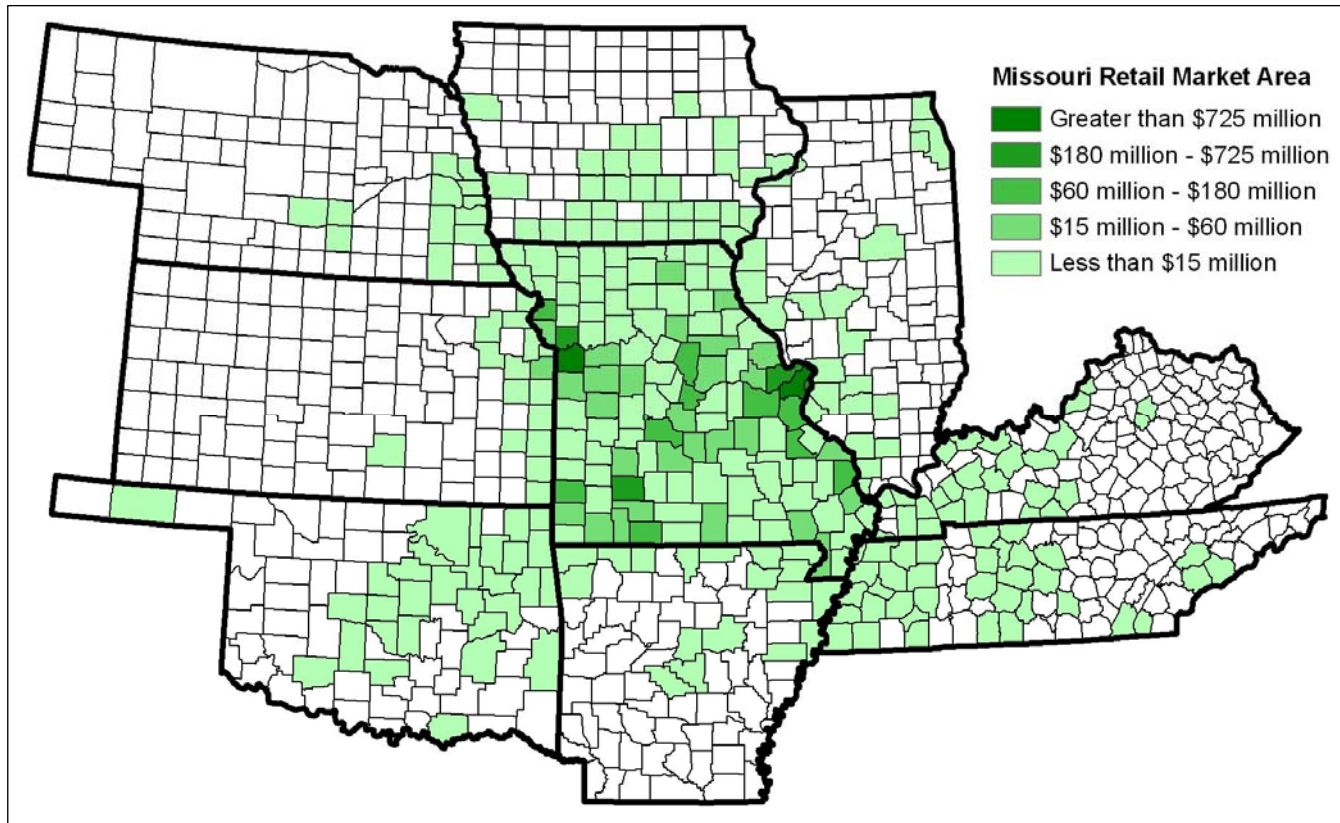 Missouri Retail Market Area
Greater than $725 million
$180 million - $725 million
$60 million - $180 million
$15 million - $60 million
Less than $15 million